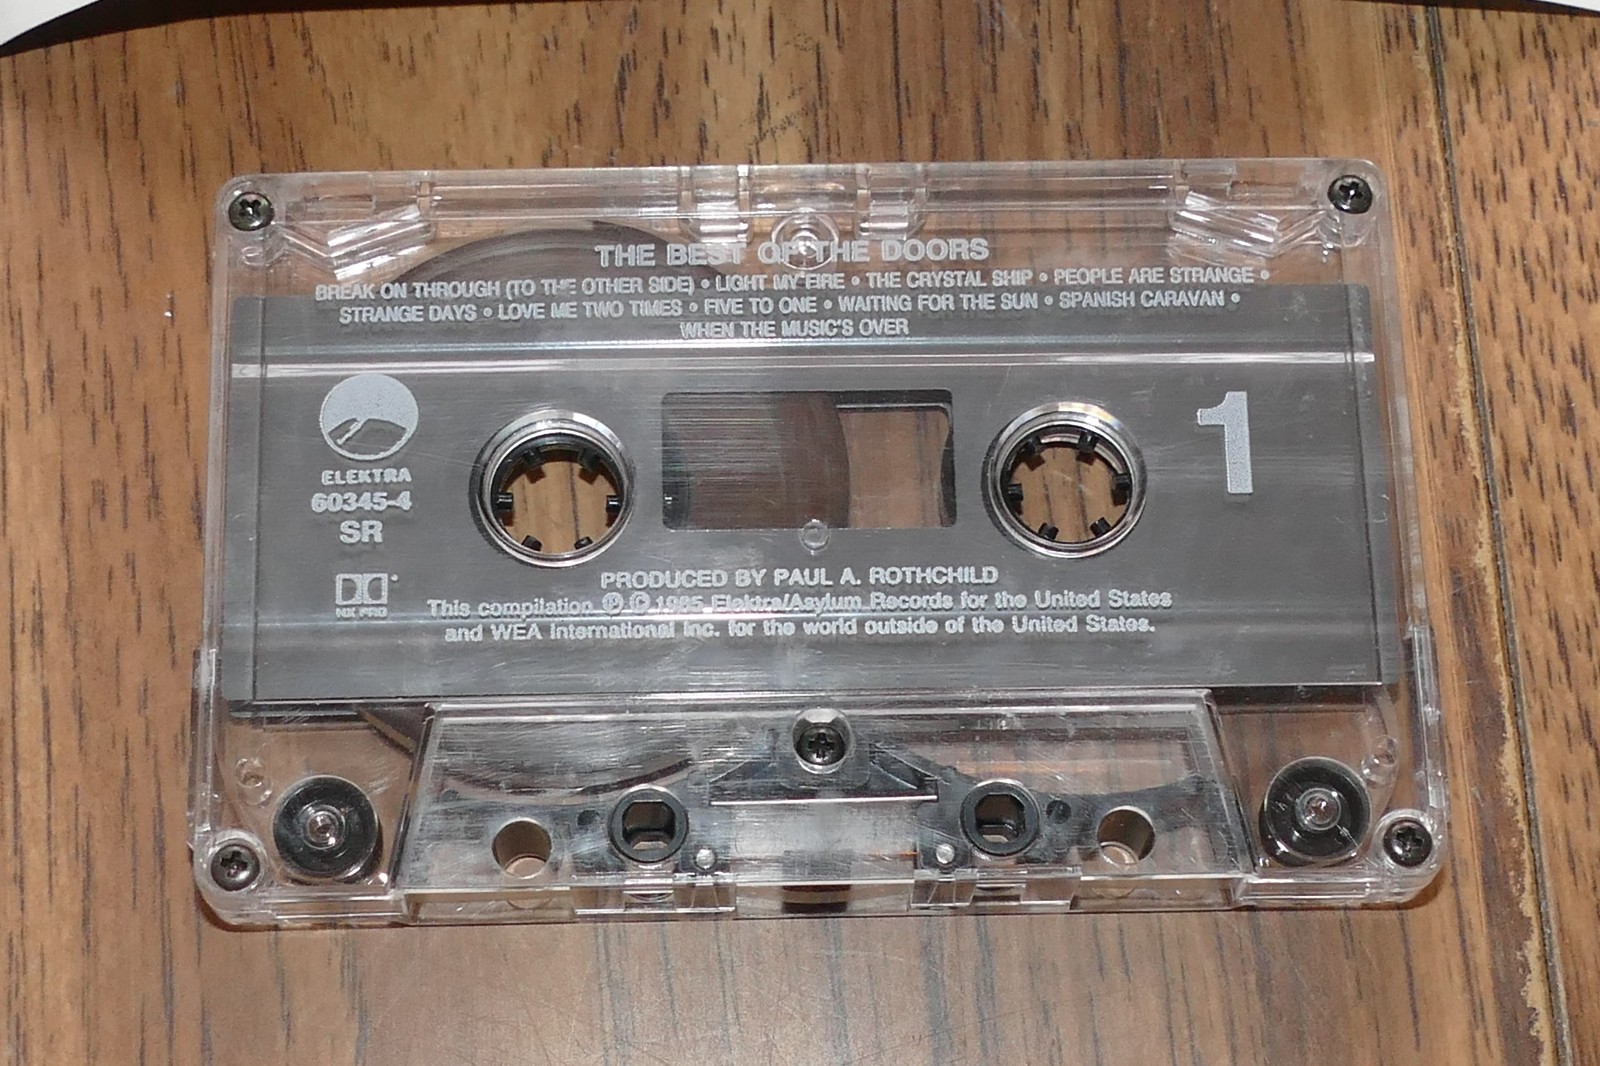 THE BEST OF THE DOORS
BREAK ON THROUGH (TO THE OTHER SIDE) • LIGHT MY FIRE • THE CRYSTAL SHIP • PEOPLE ARE STRANGE •
STRANGE DAYS • LOVE ME TWO TIMES • FIVE TO ONE • WAITING FOR THE SUN • SPANISH CARAVAN •
WHEN THE MUSIC'S OVER
1
ELEKTRA
60345-4
SR
HX PRO
PRODUCED BY PAUL A. ROTHCHILD
This compilation ℗ © 1985 Elektra/Asylum Records for the United States
and WEA International Inc. for the world outside of the United States.